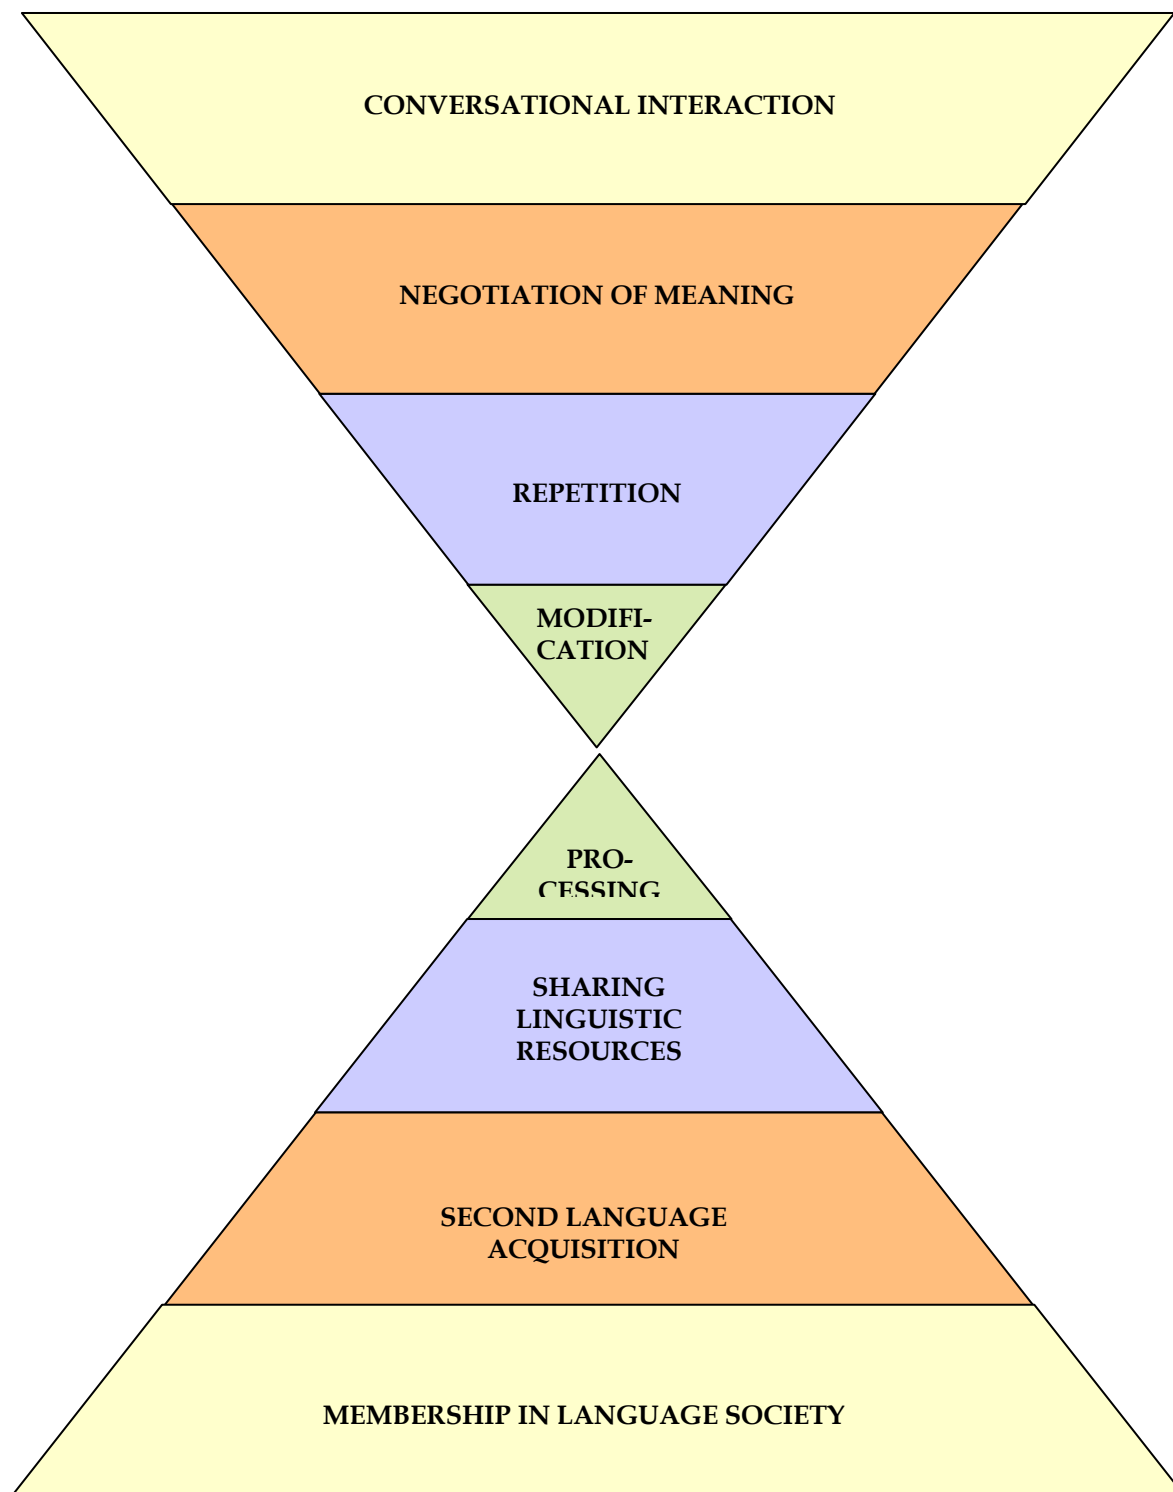 CONVERSATIONAL INTERACTION
NEGOTIATION OF MEANING
REPETITION
MODIFI-
CATION
PRO-
CESSING
SHARING
LINGUISTIC
RESOURCES
SECOND LANGUAGE
ACQUISITION
MEMBERSHIP IN LANGUAGE SOCIETY